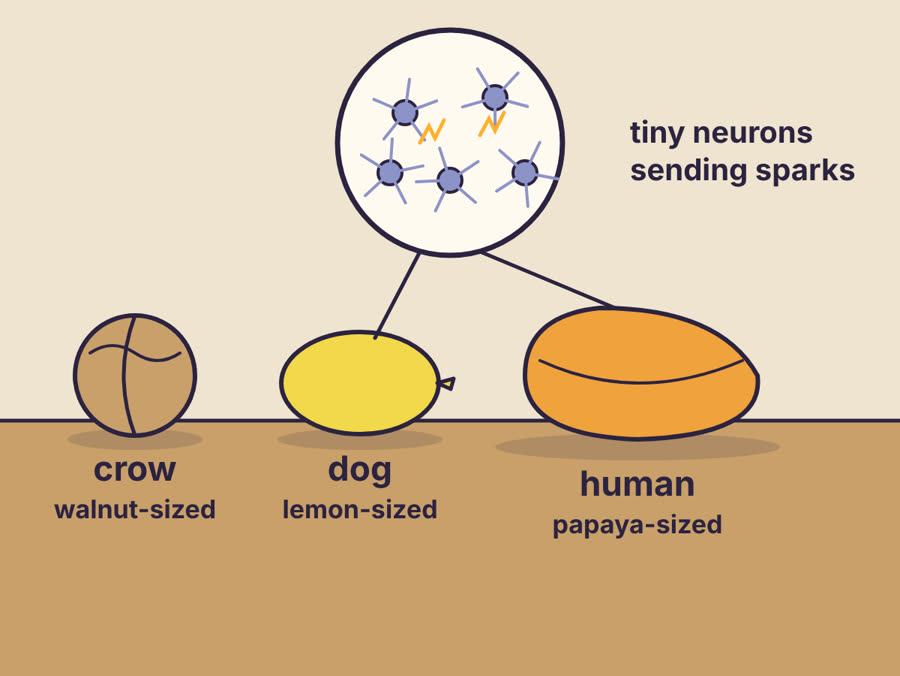 tiny neurons
sending sparks
crow
walnut-sized
dog
lemon-sized
human
papaya-sized